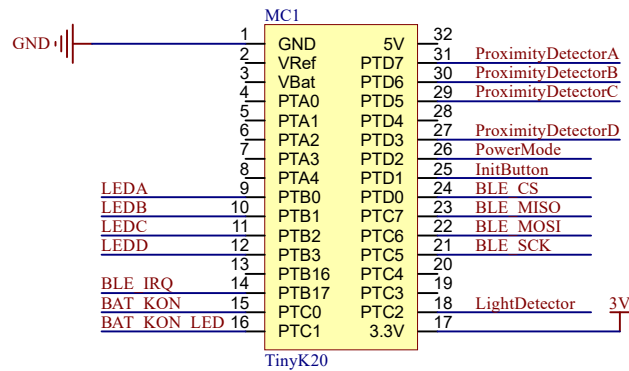 MC1
GND 1 GND 5V 32
2 VRef PTD7 31 ProximityDetectorA
3 VBat PTD6 30 ProximityDetectorB
4 PTA0 PTD5 29 ProximityDetectorC
5 PTA1 PTD4 28
6 PTA2 PTD3 27 ProximityDetectorD
7 PTA3 PTD2 26 PowerMode
8 PTA4 PTD1 25 InitButton
LEDA 9 PTB0 PTD0 24 BLE_CS
LEDB 10 PTB1 PTC7 23 BLE_MISO
LEDC 11 PTB2 PTC6 22 BLE_MOSI
LEDD 12 PTB3 PTC5 21 BLE_SCK
13 PTB16 PTC4 20
BLE_IRQ 14 PTB17 PTC3 19
BAT_KON 15 PTC0 PTC2 18 LightDetector 3V
BAT_KON_LED 16 PTC1 3.3V 17
TinyK20